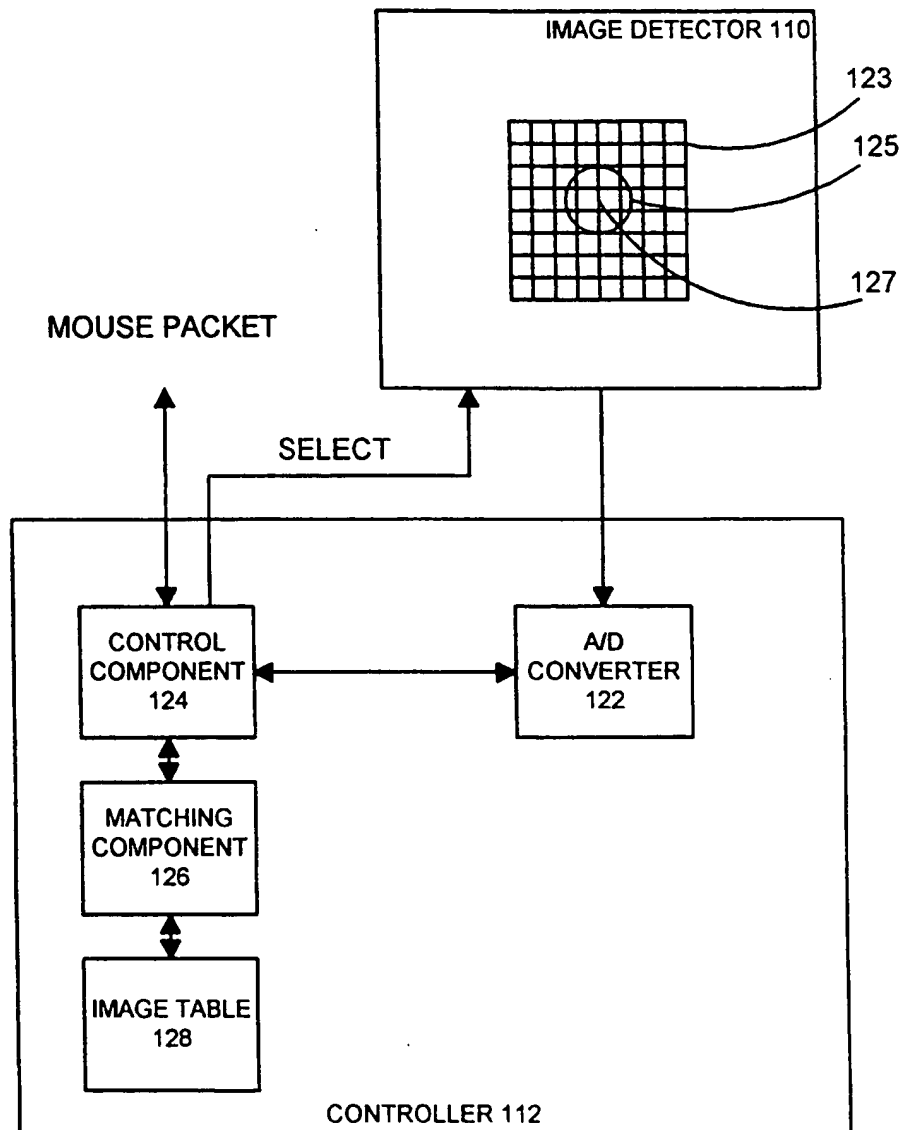 IMAGE DETECTOR 110
123
125
127
MOUSE PACKET
SELECT
CONTROL
COMPONENT
124
A/D
CONVERTER
122
MATCHING
COMPONENT
126
IMAGE TABLE
128
CONTROLLER 112